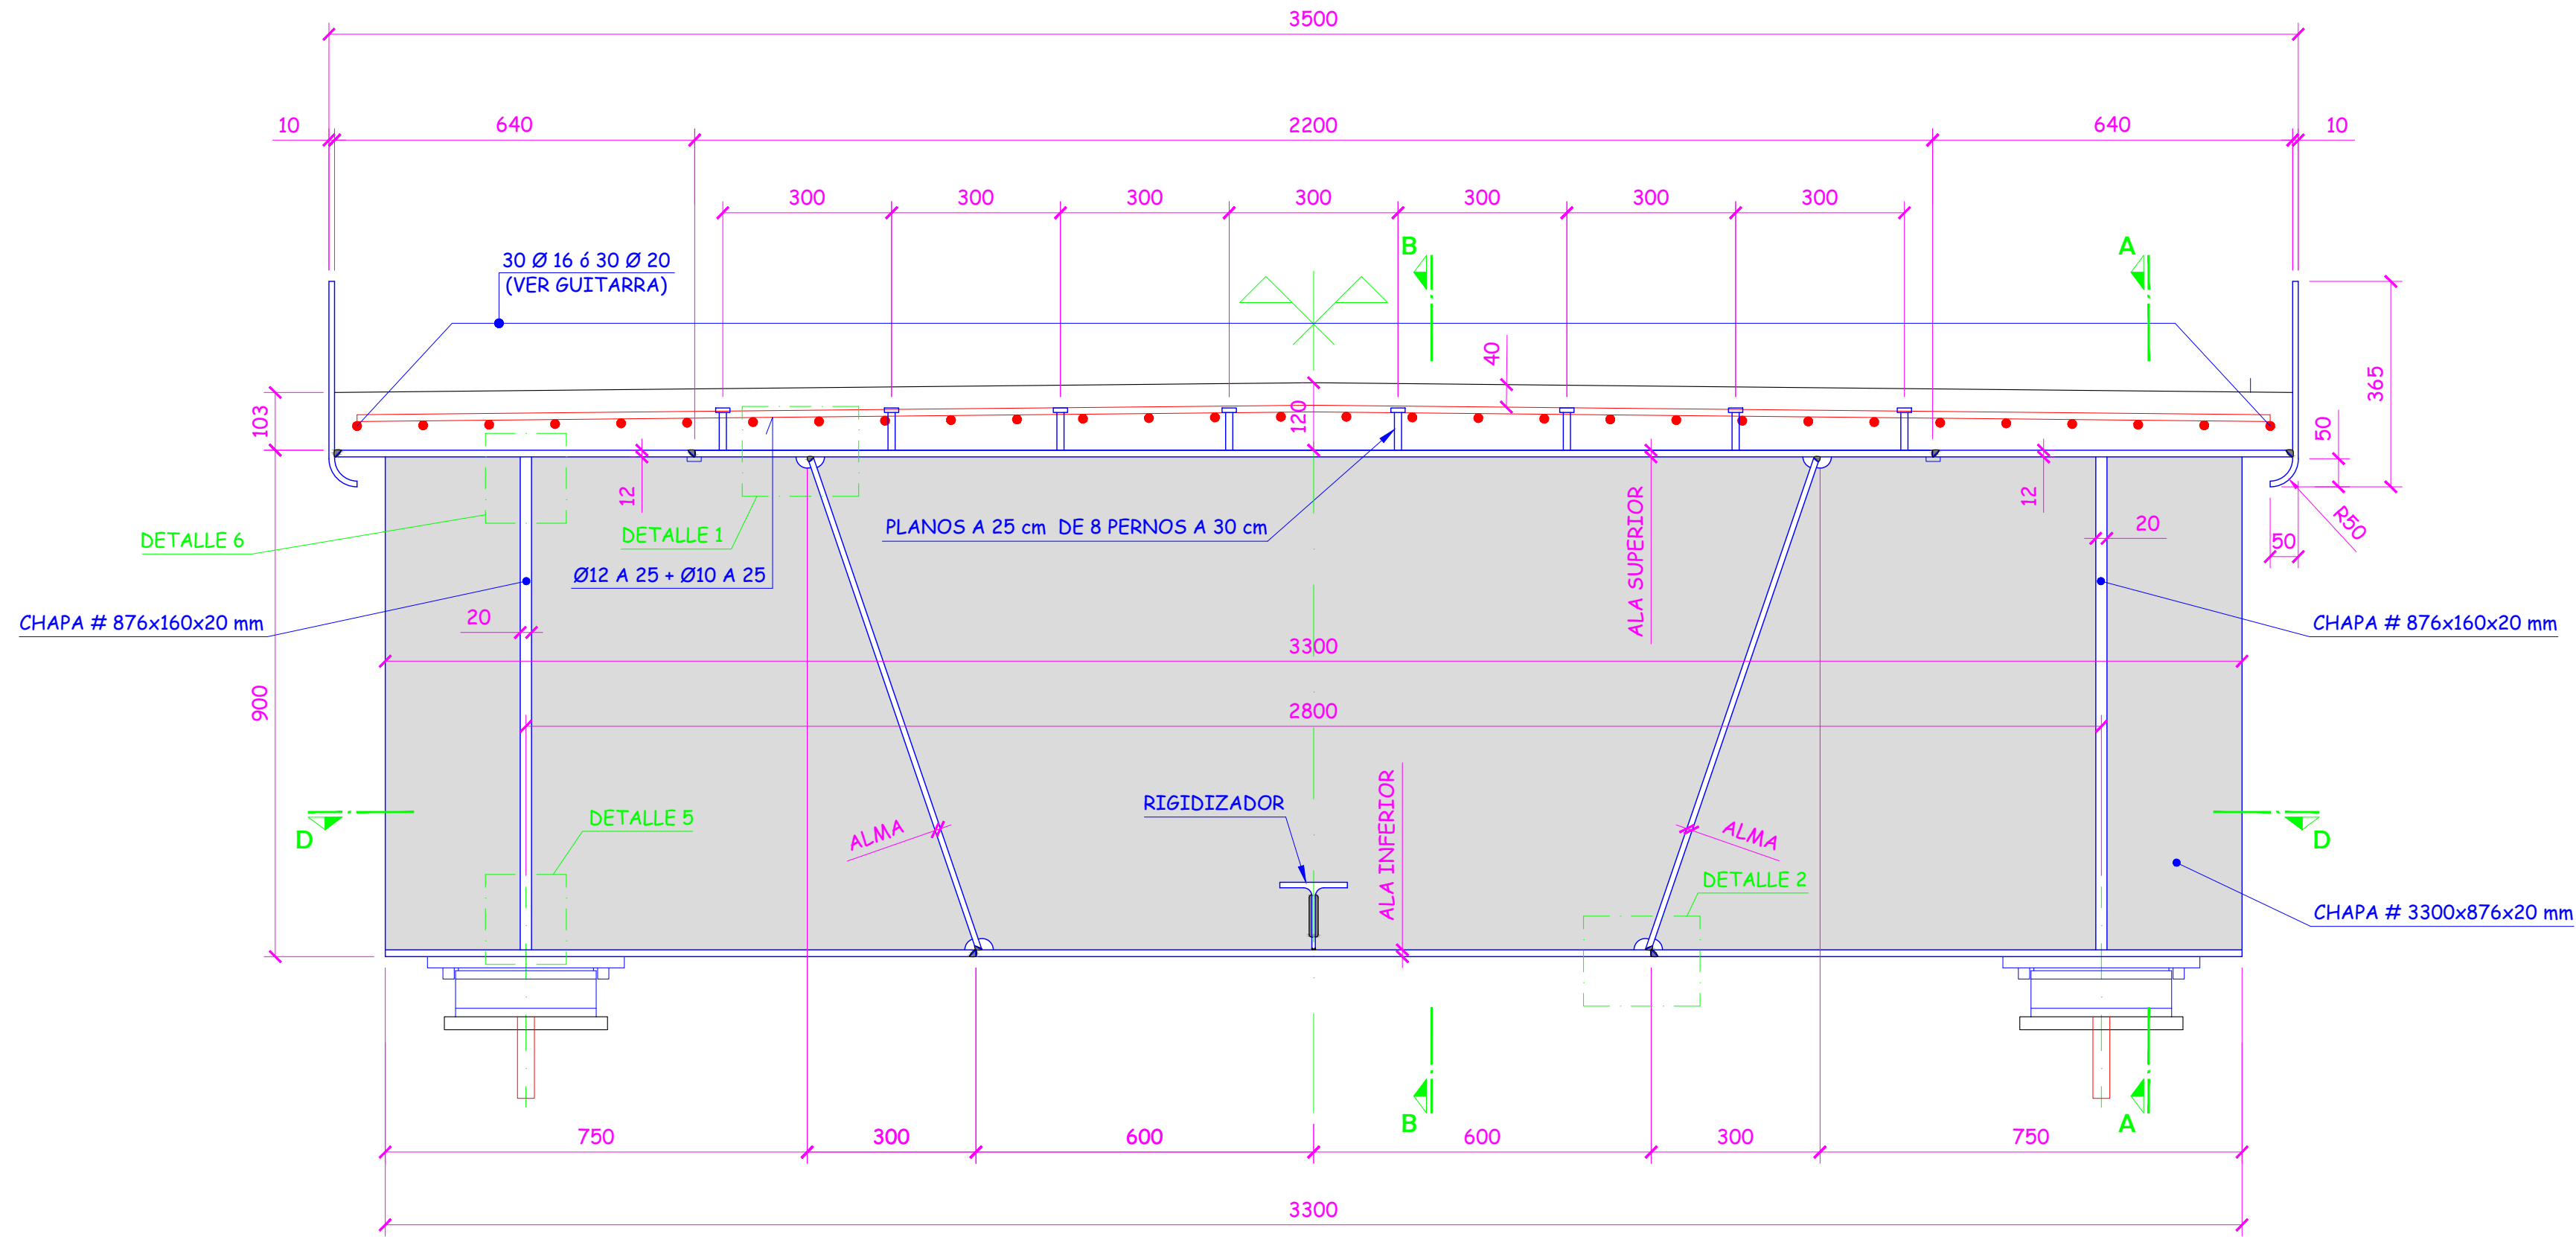 3500
10
640
2200
640
10
300
300
300
300
300
300
300
B
A
30 Ø 16 ó 30 Ø 20
(VER GUITARRA)
40
365
103
120
50
12
12
DETALLE 6
DETALLE 1
PLANOS A 25 cm DE 8 PERNOS A 30 cm
ALA SUPERIOR
20
R50
50
Ø12 A 25 + Ø10 A 25
CHAPA # 876x160x20 mm
20
CHAPA # 876x160x20 mm
3300
900
2800
RIGIDIZADOR
DETALLE 5
D
ALMA
ALA INFERIOR
ALMA
D
DETALLE 2
CHAPA # 3300x876x20 mm
B
A
750
300
600
600
300
750
3300